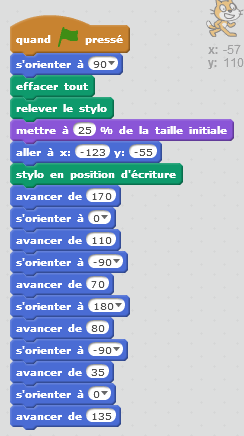 quand pressé
s'orienter à 90
effacer tout
relever le stylo
mettre à 25 % de la taille initiale
aller à x: -123 y: -55
stylo en position d'écriture
avancer de 170
s'orienter à 0
avancer de 110
s'orienter à -90
avancer de 70
s'orienter à 180
avancer de 80
s'orienter à -90
avancer de 35
s'orienter à 0
avancer de 135
x: -57
y: 110